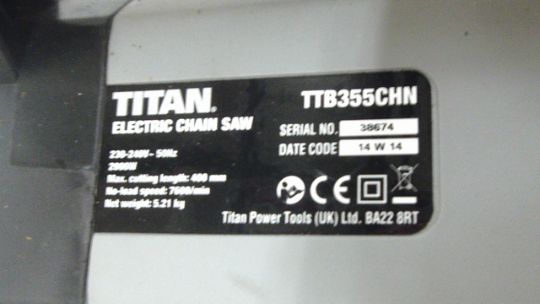 TITAN®
TTB355CHN
ELECTRIC CHAIN SAW
SERIAL NO. 38674
DATE CODE 14 W 14
230-240V~ 50Hz
2000W
Max. cutting length: 400 mm
No-load speed: 7600/min
Net weight: 5.21 kg
CE
Titan Power Tools (UK) Ltd. BA22 8RT